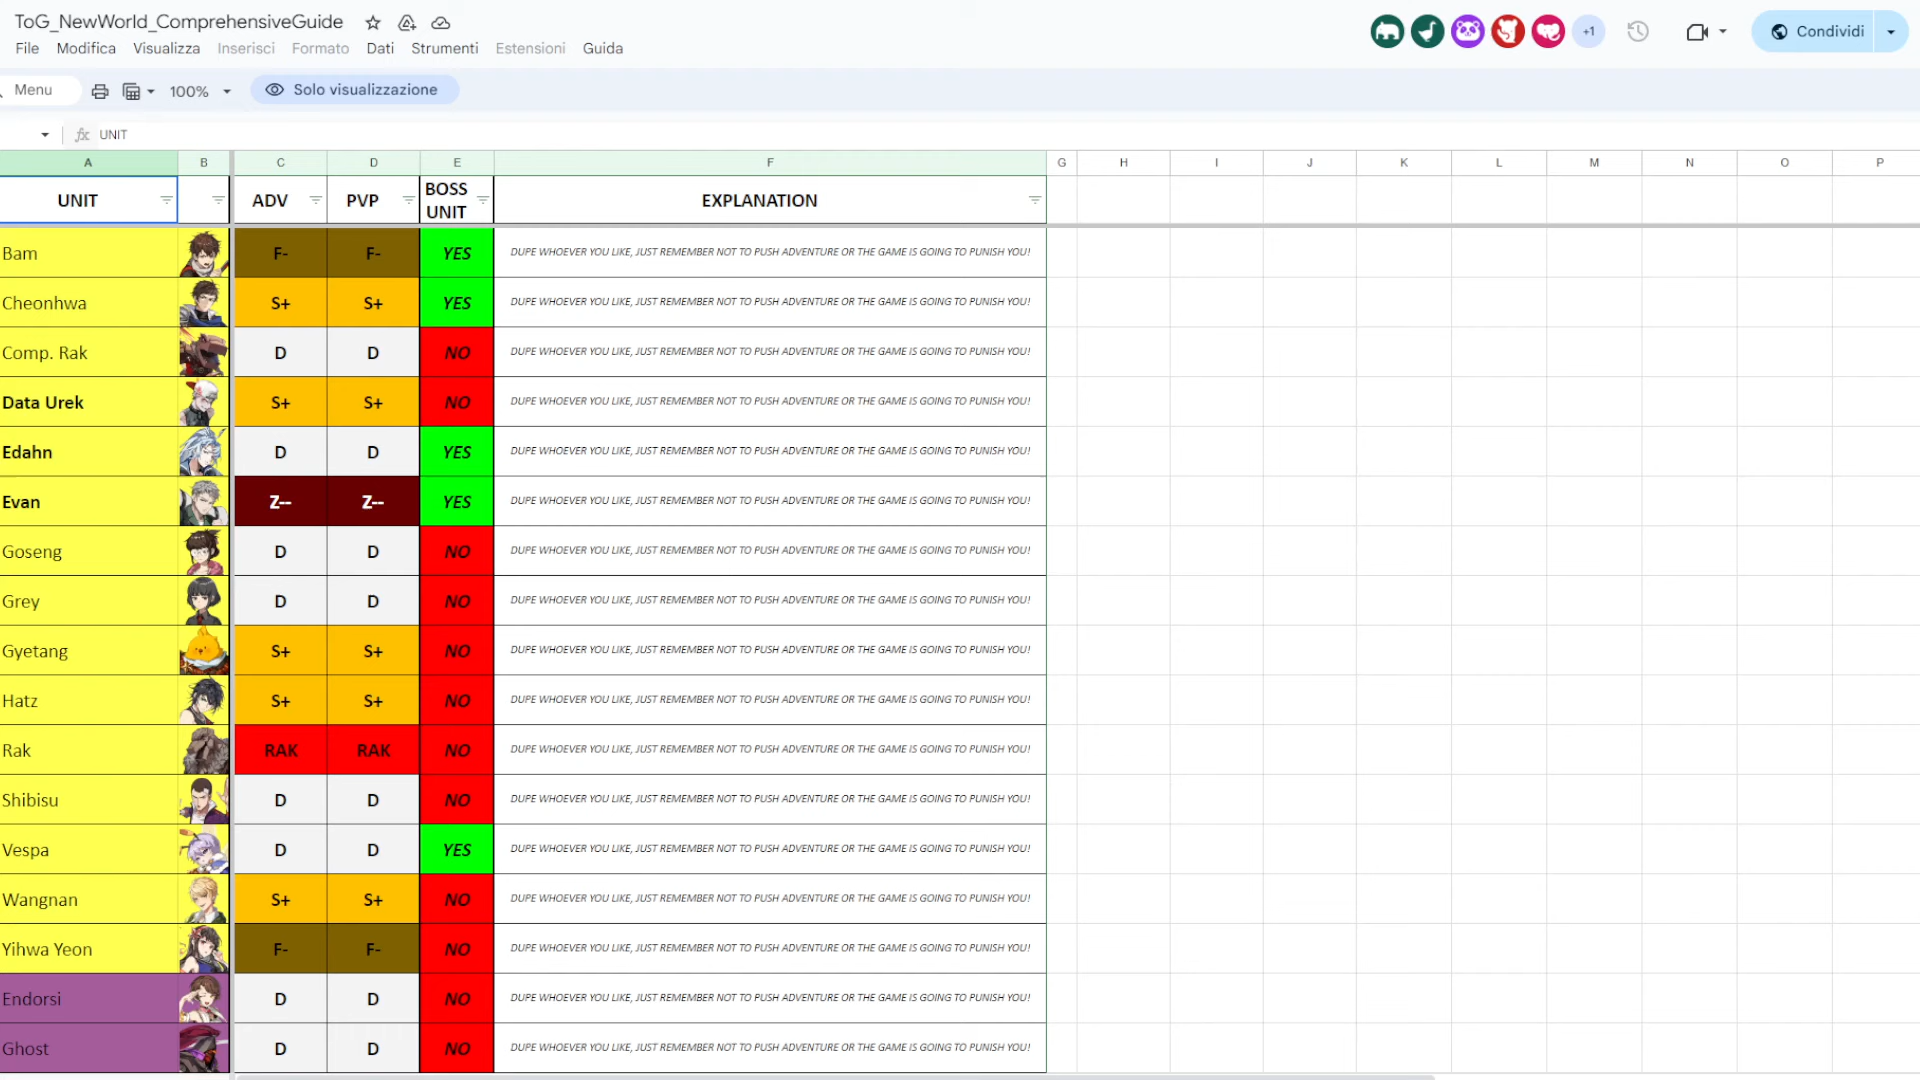 ToG_NewWorld_ComprehensiveGuide
File Modifica Visualizza Inserisci Formato Dati Strumenti Estensioni Guida
+1
Condividi
Menu 100% Solo visualizzazione
fx UNIT
A B C D E F G H I J K L M N O P
UNIT ADV PVP BOSS UNIT EXPLANATION
Bam F- F- YES DUPE WHOEVER YOU LIKE, JUST REMEMBER NOT TO PUSH ADVENTURE OR THE GAME IS GOING TO PUNISH YOU!
Cheonhwa S+ S+ YES DUPE WHOEVER YOU LIKE, JUST REMEMBER NOT TO PUSH ADVENTURE OR THE GAME IS GOING TO PUNISH YOU!
Comp. Rak D D NO DUPE WHOEVER YOU LIKE, JUST REMEMBER NOT TO PUSH ADVENTURE OR THE GAME IS GOING TO PUNISH YOU!
Data Urek S+ S+ NO DUPE WHOEVER YOU LIKE, JUST REMEMBER NOT TO PUSH ADVENTURE OR THE GAME IS GOING TO PUNISH YOU!
Edahn D D YES DUPE WHOEVER YOU LIKE, JUST REMEMBER NOT TO PUSH ADVENTURE OR THE GAME IS GOING TO PUNISH YOU!
Evan Z-- Z-- YES DUPE WHOEVER YOU LIKE, JUST REMEMBER NOT TO PUSH ADVENTURE OR THE GAME IS GOING TO PUNISH YOU!
Goseng D D NO DUPE WHOEVER YOU LIKE, JUST REMEMBER NOT TO PUSH ADVENTURE OR THE GAME IS GOING TO PUNISH YOU!
Grey D D NO DUPE WHOEVER YOU LIKE, JUST REMEMBER NOT TO PUSH ADVENTURE OR THE GAME IS GOING TO PUNISH YOU!
Gyetang S+ S+ NO DUPE WHOEVER YOU LIKE, JUST REMEMBER NOT TO PUSH ADVENTURE OR THE GAME IS GOING TO PUNISH YOU!
Hatz S+ S+ NO DUPE WHOEVER YOU LIKE, JUST REMEMBER NOT TO PUSH ADVENTURE OR THE GAME IS GOING TO PUNISH YOU!
Rak RAK RAK NO DUPE WHOEVER YOU LIKE, JUST REMEMBER NOT TO PUSH ADVENTURE OR THE GAME IS GOING TO PUNISH YOU!
Shibisu D D NO DUPE WHOEVER YOU LIKE, JUST REMEMBER NOT TO PUSH ADVENTURE OR THE GAME IS GOING TO PUNISH YOU!
Vespa D D YES DUPE WHOEVER YOU LIKE, JUST REMEMBER NOT TO PUSH ADVENTURE OR THE GAME IS GOING TO PUNISH YOU!
Wangnan S+ S+ NO DUPE WHOEVER YOU LIKE, JUST REMEMBER NOT TO PUSH ADVENTURE OR THE GAME IS GOING TO PUNISH YOU!
Yihwa Yeon F- F- NO DUPE WHOEVER YOU LIKE, JUST REMEMBER NOT TO PUSH ADVENTURE OR THE GAME IS GOING TO PUNISH YOU!
Endorsi D D NO DUPE WHOEVER YOU LIKE, JUST REMEMBER NOT TO PUSH ADVENTURE OR THE GAME IS GOING TO PUNISH YOU!
Ghost D D NO DUPE WHOEVER YOU LIKE, JUST REMEMBER NOT TO PUSH ADVENTURE OR THE GAME IS GOING TO PUNISH YOU!